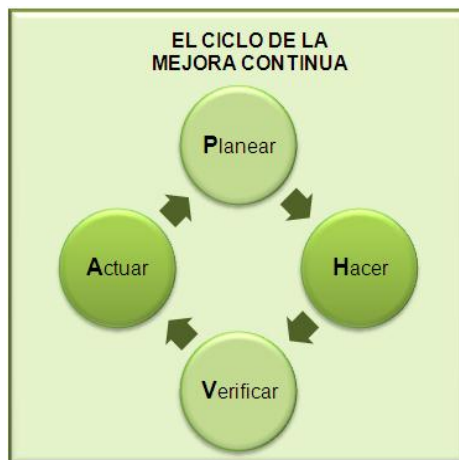 EL CICLO DE LA
MEJORA CONTINUA
Planear
Actuar
Hacer
Verificar